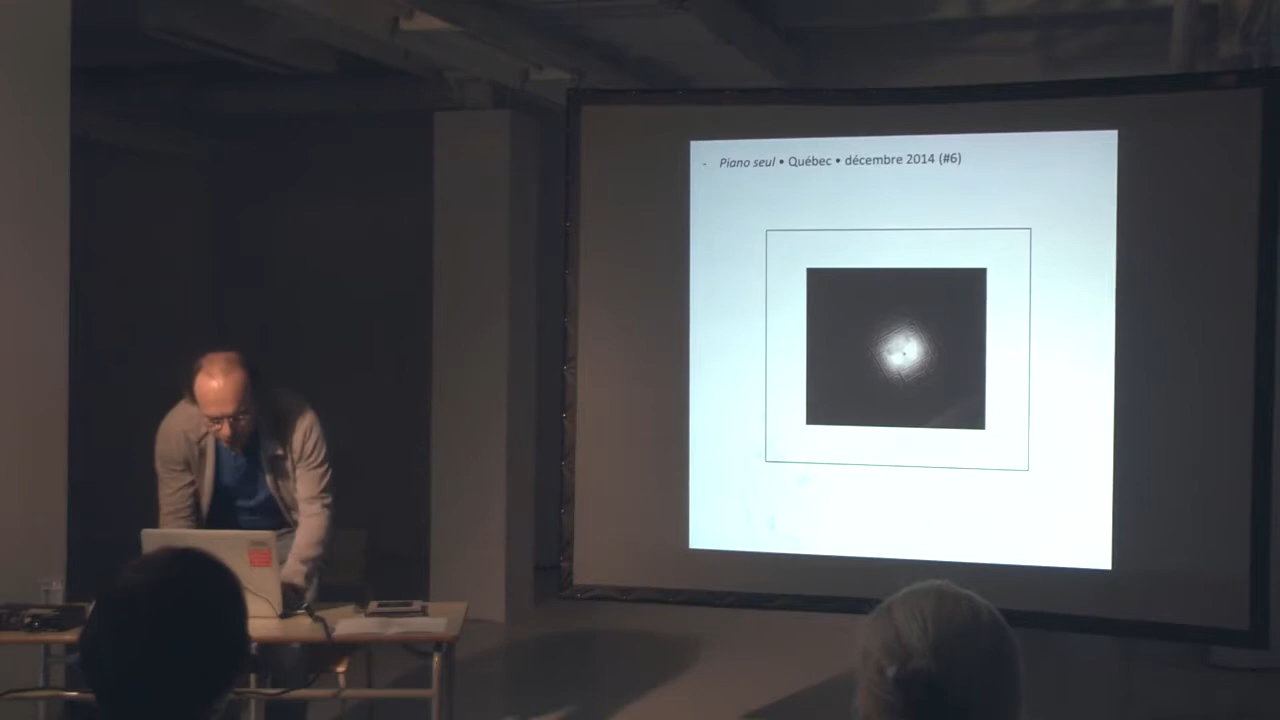 - Piano seul • Québec • décembre 2014 (#6)